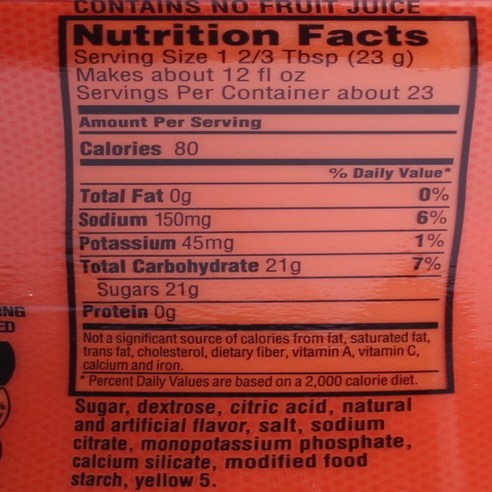 CONTAINS NO FRUIT JUICE
Nutrition Facts
Serving Size 1 2/3 Tbsp (23 g)
Makes about 12 fl oz
Servings Per Container about 23
Amount Per Serving
Calories 80
% Daily Value*
Total Fat 0g 0%
Sodium 150mg 6%
Potassium 45mg 1%
Total Carbohydrate 21g 7%
Sugars 21g
Protein 0g
Not a significant source of calories from fat, saturated fat,
trans fat, cholesterol, dietary fiber, vitamin A, vitamin C,
calcium and iron.
* Percent Daily Values are based on a 2,000 calorie diet.
Sugar, dextrose, citric acid, natural
and artificial flavor, salt, sodium
citrate, monopotassium phosphate,
calcium silicate, modified food
starch, yellow 5.